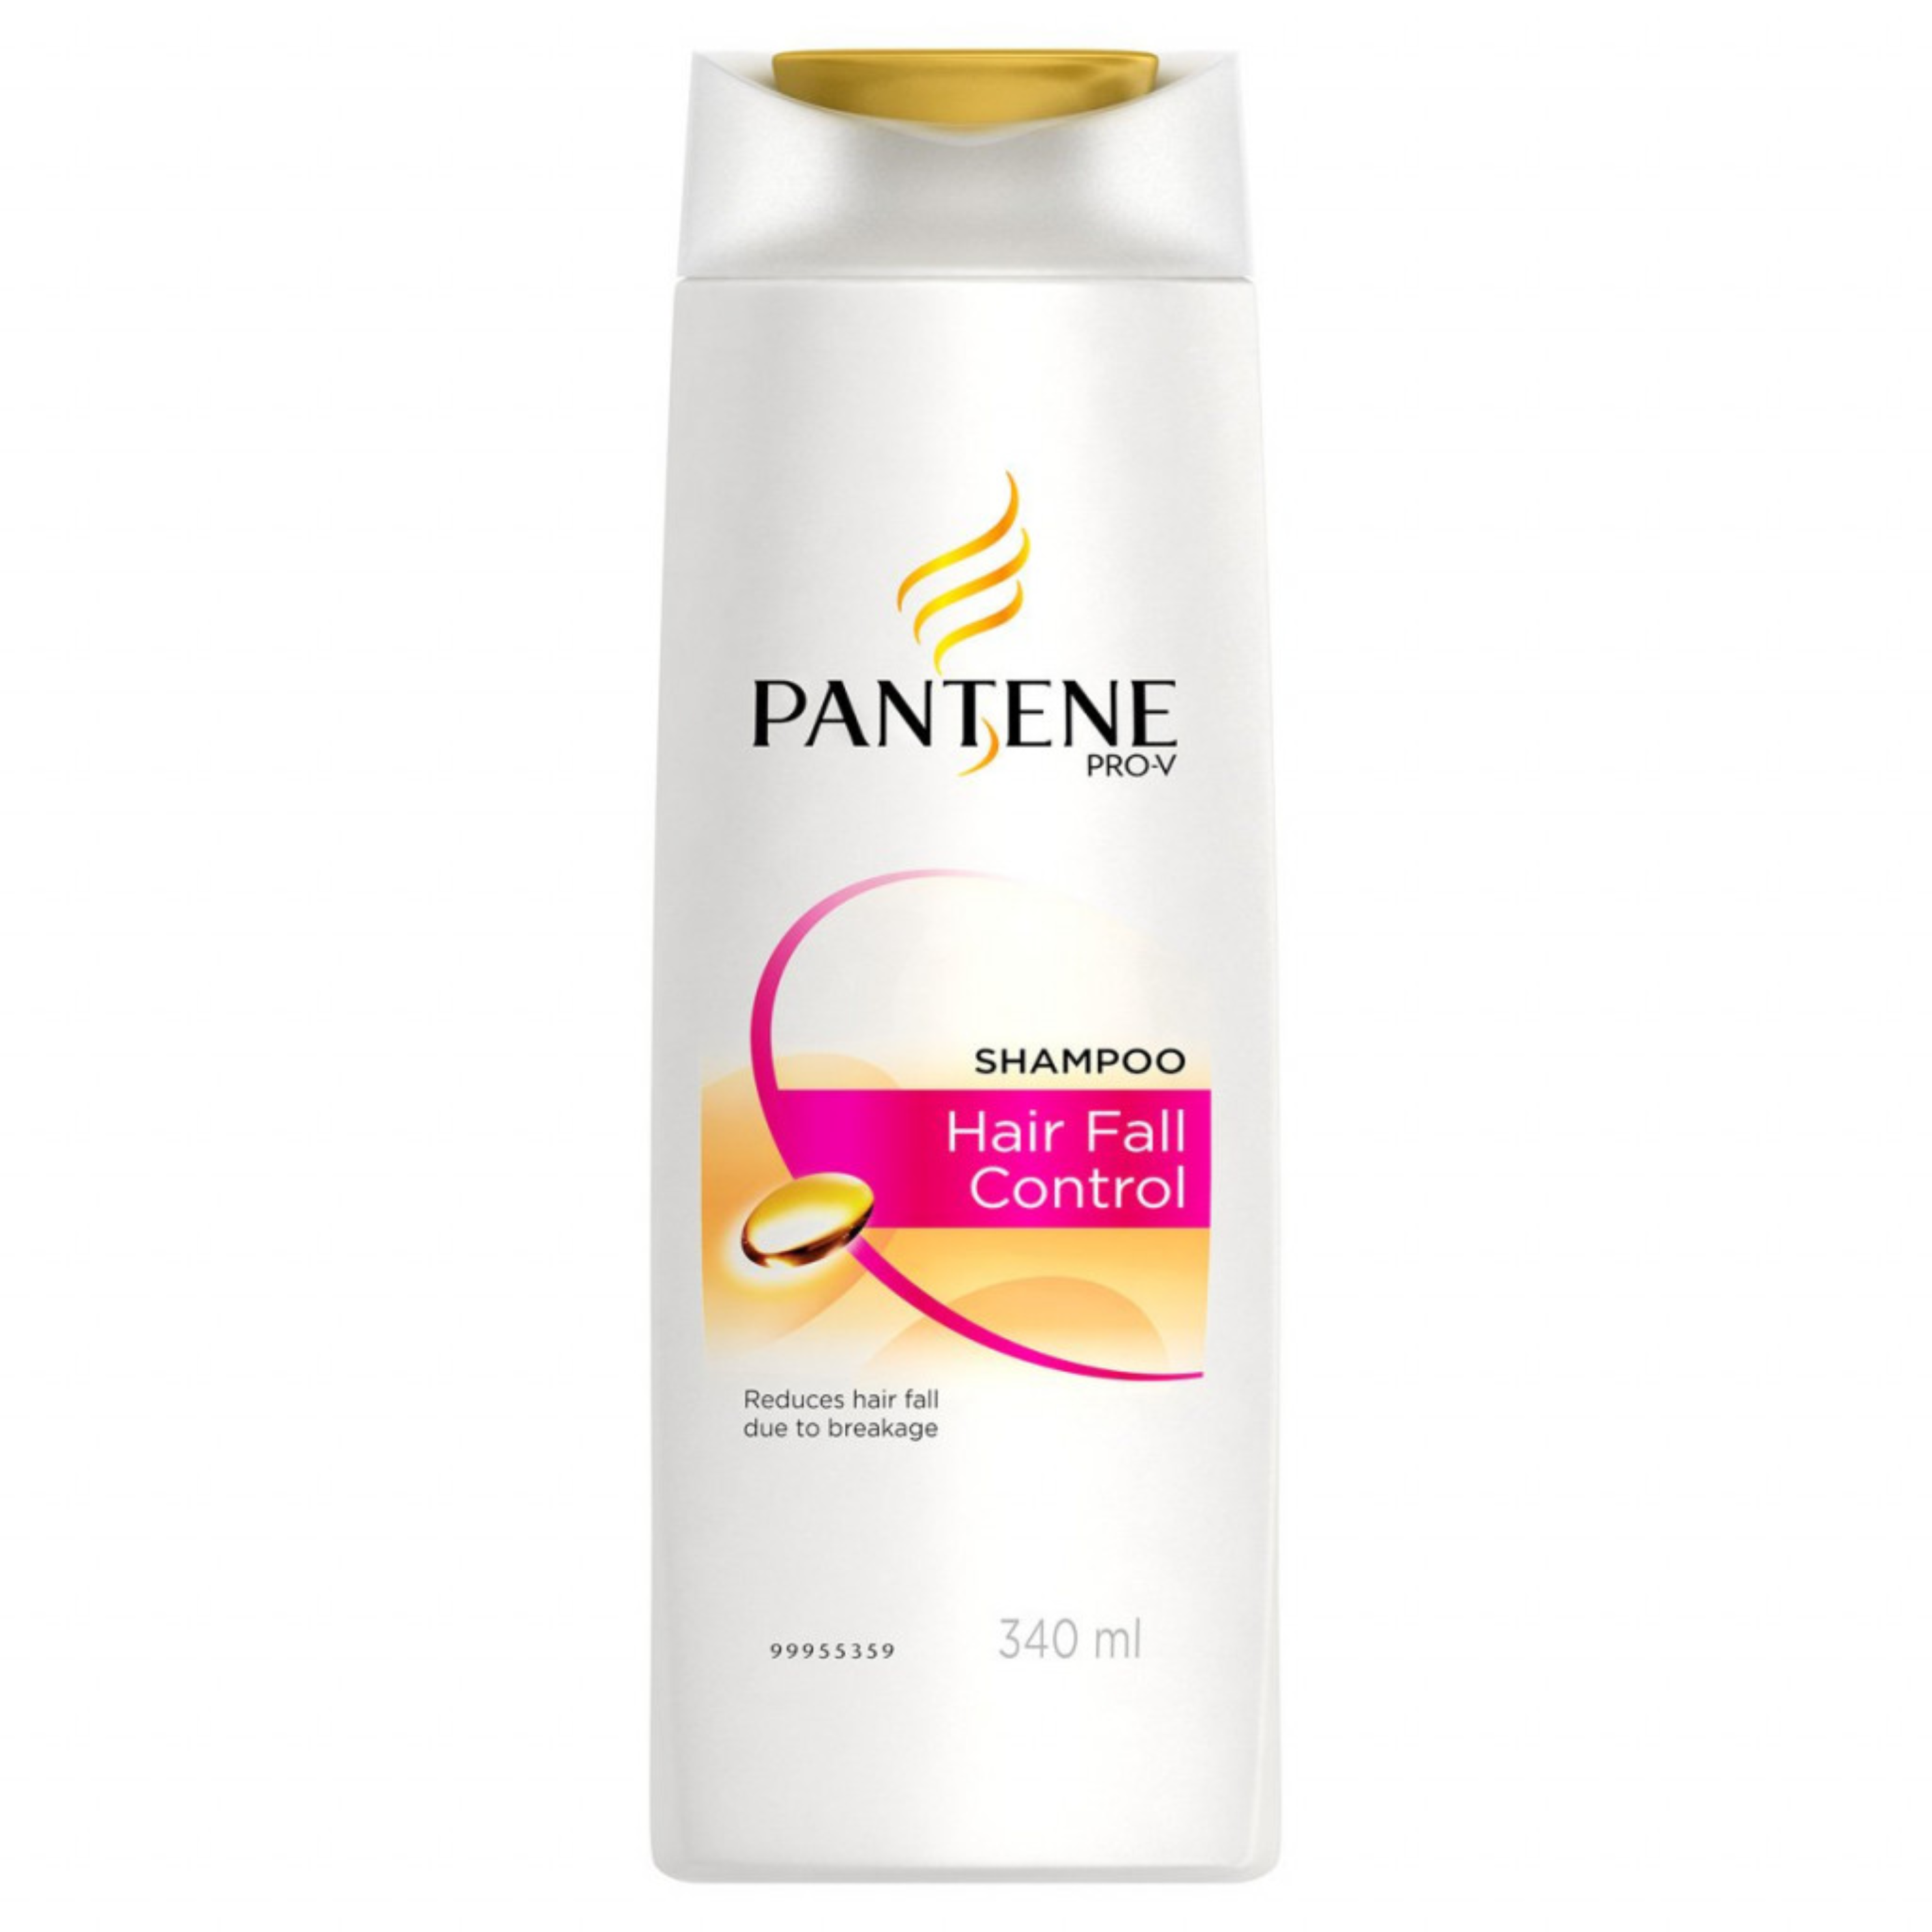 PANTENE
PRO-V
SHAMPOO
Hair Fall
Control
Reduces hair fall
due to breakage
99955359
340 ml